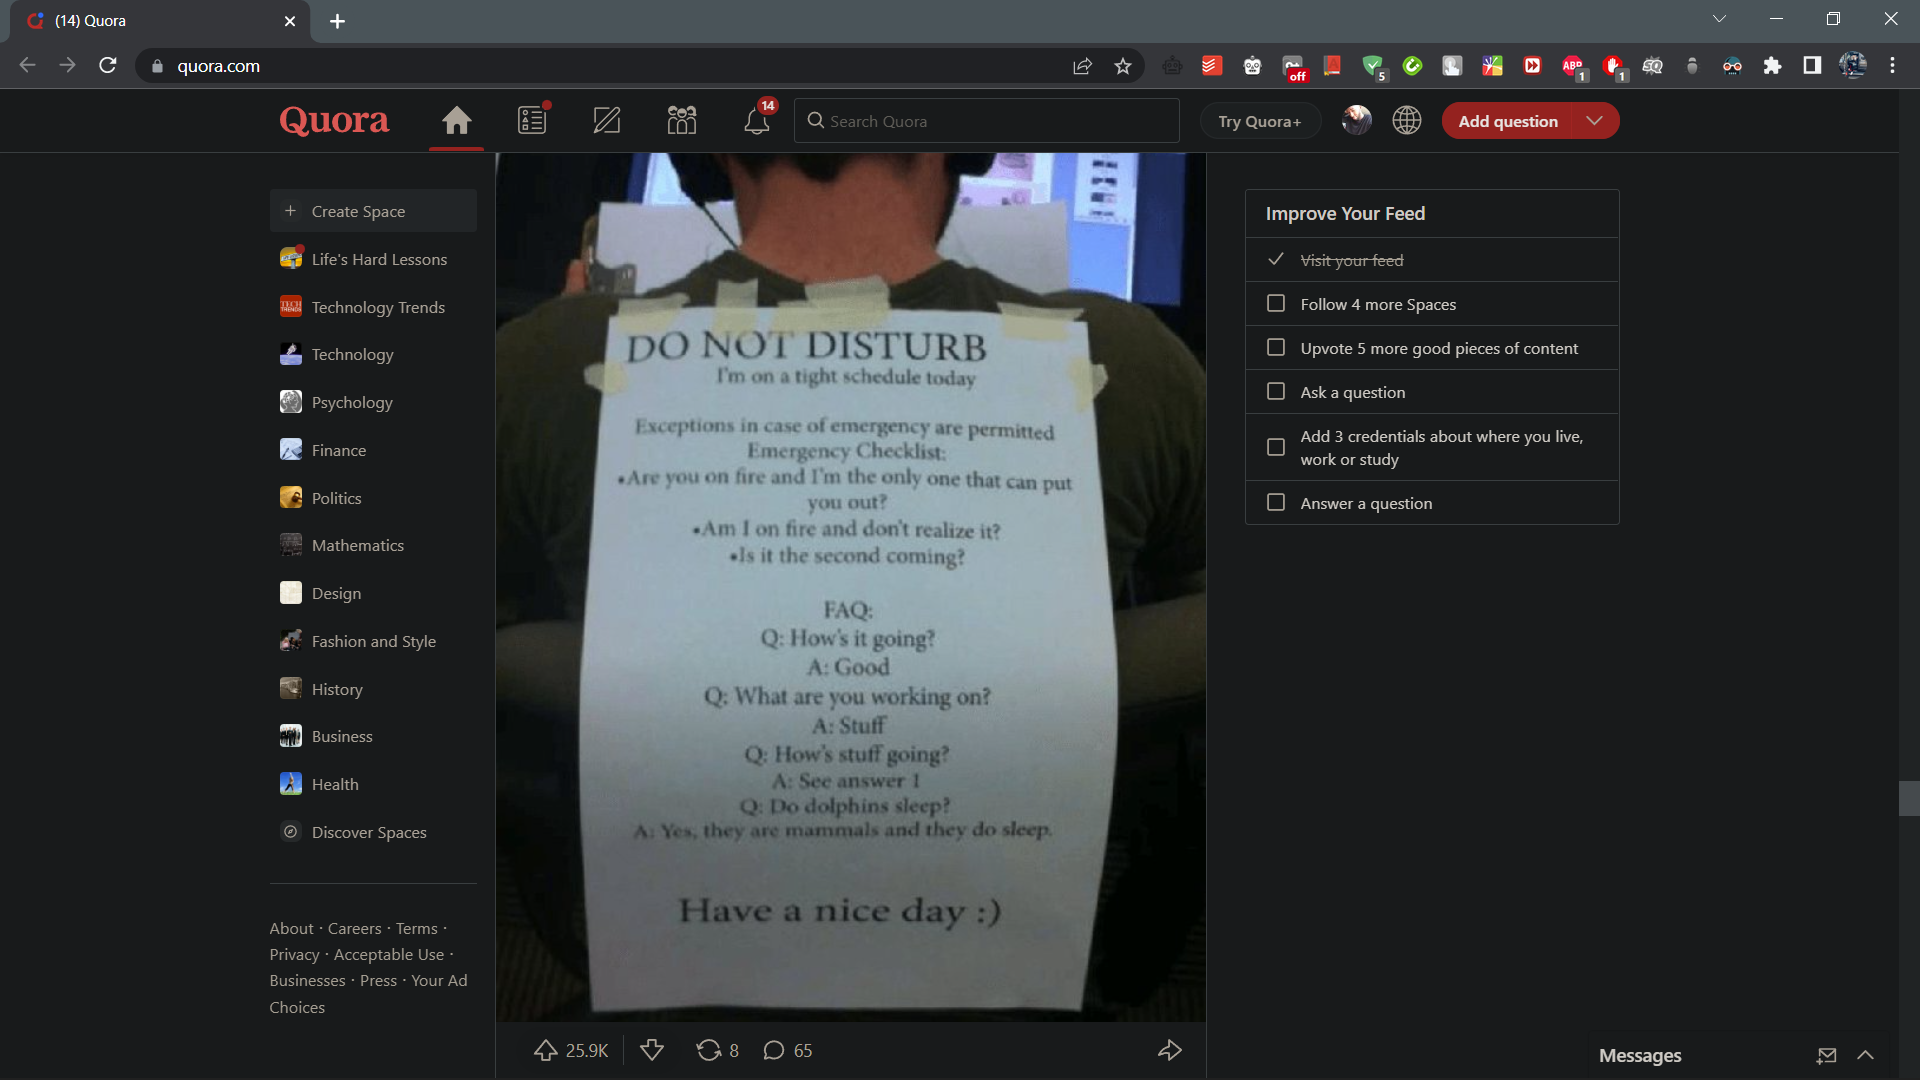 (14) Quora
quora.com
off
5
ABP
1
1
Quora
14
Search Quora
Try Quora+
Add question
Create Space
Life's Hard Lessons
Technology Trends
Technology
Psychology
Finance
Politics
Mathematics
Design
Fashion and Style
History
Business
Health
Discover Spaces
About · Careers · Terms ·
Privacy · Acceptable Use ·
Businesses · Press · Your Ad
Choices
DO NOT DISTURB
I'm on a tight schedule today
Exceptions in case of emergency are permitted
Emergency Checklist:
•Are you on fire and I'm the only one that can put
you out?
•Am I on fire and don't realize it?
•Is it the second coming?
FAQ:
Q: How's it going?
A: Good
Q: What are you working on?
A: Stuff
Q: How's stuff going?
A: See answer 1
Q: Do dolphins sleep?
A: Yes, they are mammals and they do sleep.
Have a nice day :)
25.9K
8
65
Improve Your Feed
Visit your feed
Follow 4 more Spaces
Upvote 5 more good pieces of content
Ask a question
Add 3 credentials about where you live,
work or study
Answer a question
Messages